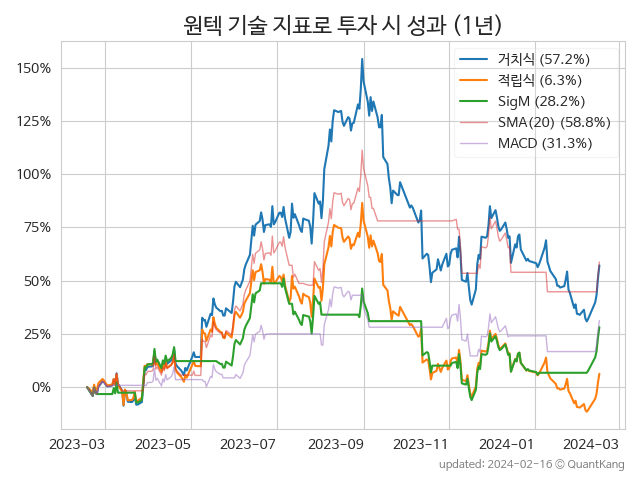 원텍 기술 지표로 투자 시 성과 (1년)
거치식 (57.2%)
적립식 (6.3%)
SigM (28.2%)
SMA(20) (58.8%)
MACD (31.3%)
150%
125%
100%
75%
50%
25%
0%
2023-03 2023-05 2023-07 2023-09 2023-11 2024-01 2024-03
updated: 2024-02-16 © QuantKang